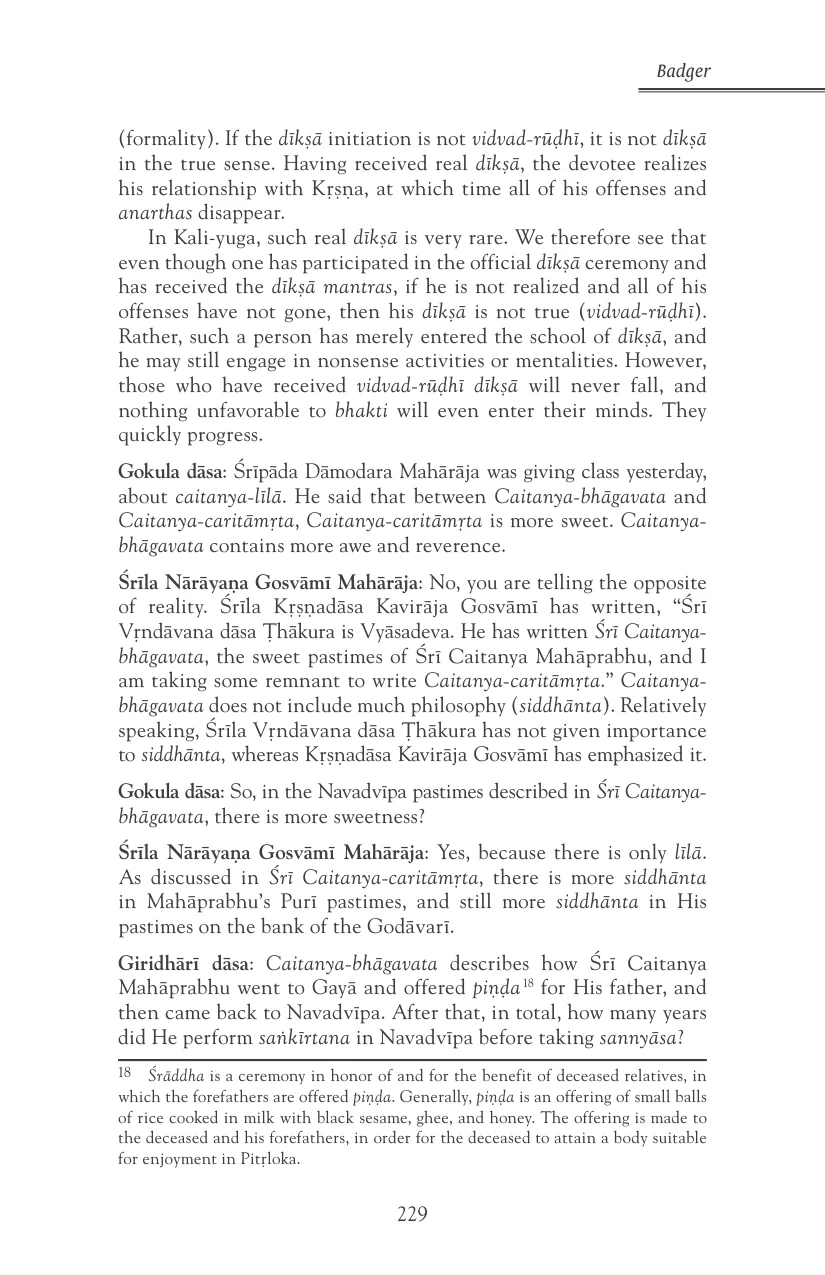 Badger
(formality). If the dīkṣā initiation is not vidvad-rūḍhī, it is not dīkṣā
in the true sense. Having received real dīkṣā, the devotee realizes
his relationship with Kṛṣṇa, at which time all of his offenses and
anarthas disappear.
In Kali-yuga, such real dīkṣā is very rare. We therefore see that
even though one has participated in the official dīkṣā ceremony and
has received the dīkṣā mantras, if he is not realized and all of his
offenses have not gone, then his dīkṣā is not true (vidvad-rūḍhī).
Rather, such a person has merely entered the school of dīkṣā, and
he may still engage in nonsense activities or mentalities. However,
those who have received vidvad-rūḍhī dīkṣā will never fall, and
nothing unfavorable to bhakti will even enter their minds. They
quickly progress.
Gokula dāsa: Śrīpāda Dāmodara Mahārāja was giving class yesterday,
about caitanya-līlā. He said that between Caitanya-bhāgavata and
Caitanya-caritāmṛta, Caitanya-caritāmṛta is more sweet. Caitanya-
bhāgavata contains more awe and reverence.
Śrīla Nārāyaṇa Gosvāmī Mahārāja: No, you are telling the opposite
of reality. Śrīla Kṛṣṇadāsa Kavirāja Gosvāmī has written, “Śrī
Vṛndāvana dāsa Ṭhākura is Vyāsadeva. He has written Śrī Caitanya-
bhāgavata, the sweet pastimes of Śrī Caitanya Mahāprabhu, and I
am taking some remnant to write Caitanya-caritāmṛta.” Caitanya-
bhāgavata does not include much philosophy (siddhānta). Relatively
speaking, Śrīla Vṛndāvana dāsa Ṭhākura has not given importance
to siddhānta, whereas Kṛṣṇadāsa Kavirāja Gosvāmī has emphasized it.
Gokula dāsa: So, in the Navadvīpa pastimes described in Śrī Caitanya-
bhāgavata, there is more sweetness?
Śrīla Nārāyaṇa Gosvāmī Mahārāja: Yes, because there is only līlā.
As discussed in Śrī Caitanya-caritāmṛta, there is more siddhānta
in Mahāprabhu’s Purī pastimes, and still more siddhānta in His
pastimes on the bank of the Godāvarī.
Giridhārī dāsa: Caitanya-bhāgavata describes how Śrī Caitanya
Mahāprabhu went to Gayā and offered piṇḍa 18 for His father, and
then came back to Navadvīpa. After that, in total, how many years
did He perform saṅkīrtana in Navadvīpa before taking sannyāsa?
18 Śrāddha is a ceremony in honor of and for the benefit of deceased relatives, in
which the forefathers are offered piṇḍa. Generally, piṇḍa is an offering of small balls
of rice cooked in milk with black sesame, ghee, and honey. The offering is made to
the deceased and his forefathers, in order for the deceased to attain a body suitable
for enjoyment in Pitṛloka.
229